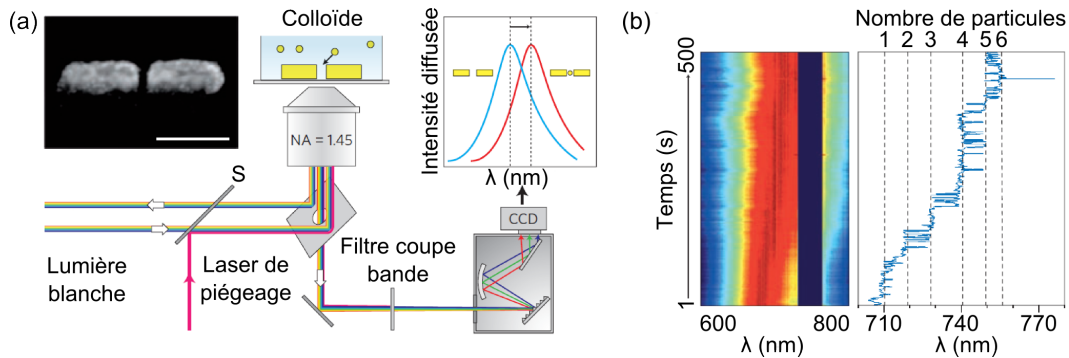 (a)
Colloïde
NA = 1.45
S
Lumière
blanche
Laser de
piégeage
Filtre coupe
bande
CCD
Intensité diffusée
λ (nm)
(b)
Temps (s)
500
1
600
800
λ (nm)
Nombre de particules
1 2 3 4 5 6
710 740 770
λ (nm)